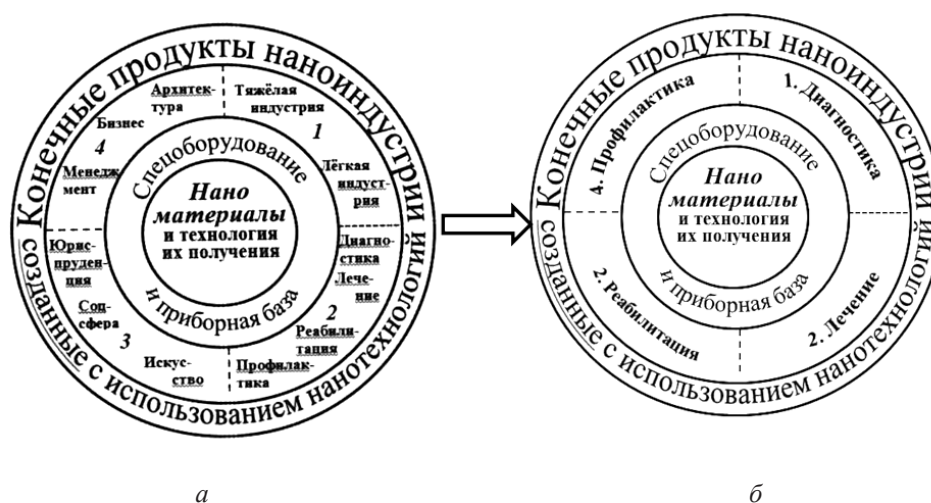 Конечные продукты наноиндустрии
созданные с использованием нанотехнологий
Архитек-
тура
Бизнес
4
Менедж
мент
Тяжёлая
индустрия
1
Лёгкая
индуст-
рия
Диагно-
стика
Лече-
ние
2
Реабили-
тация
Профилак-
тика
Юрис-
пруден-
ция
Соц-
сфера
3
Искус-
ство
Спецоборудование
и приборная база
Нано
материалы
и технология
их получения
а
Конечные продукты наноиндустрии
созданные с использованием нанотехнологий
1. Диагностика
2. Лечение
2. Реабилитация
4. Профилактика
Спецоборудование
и приборная база
Нано
материалы
и технология
их получения
б